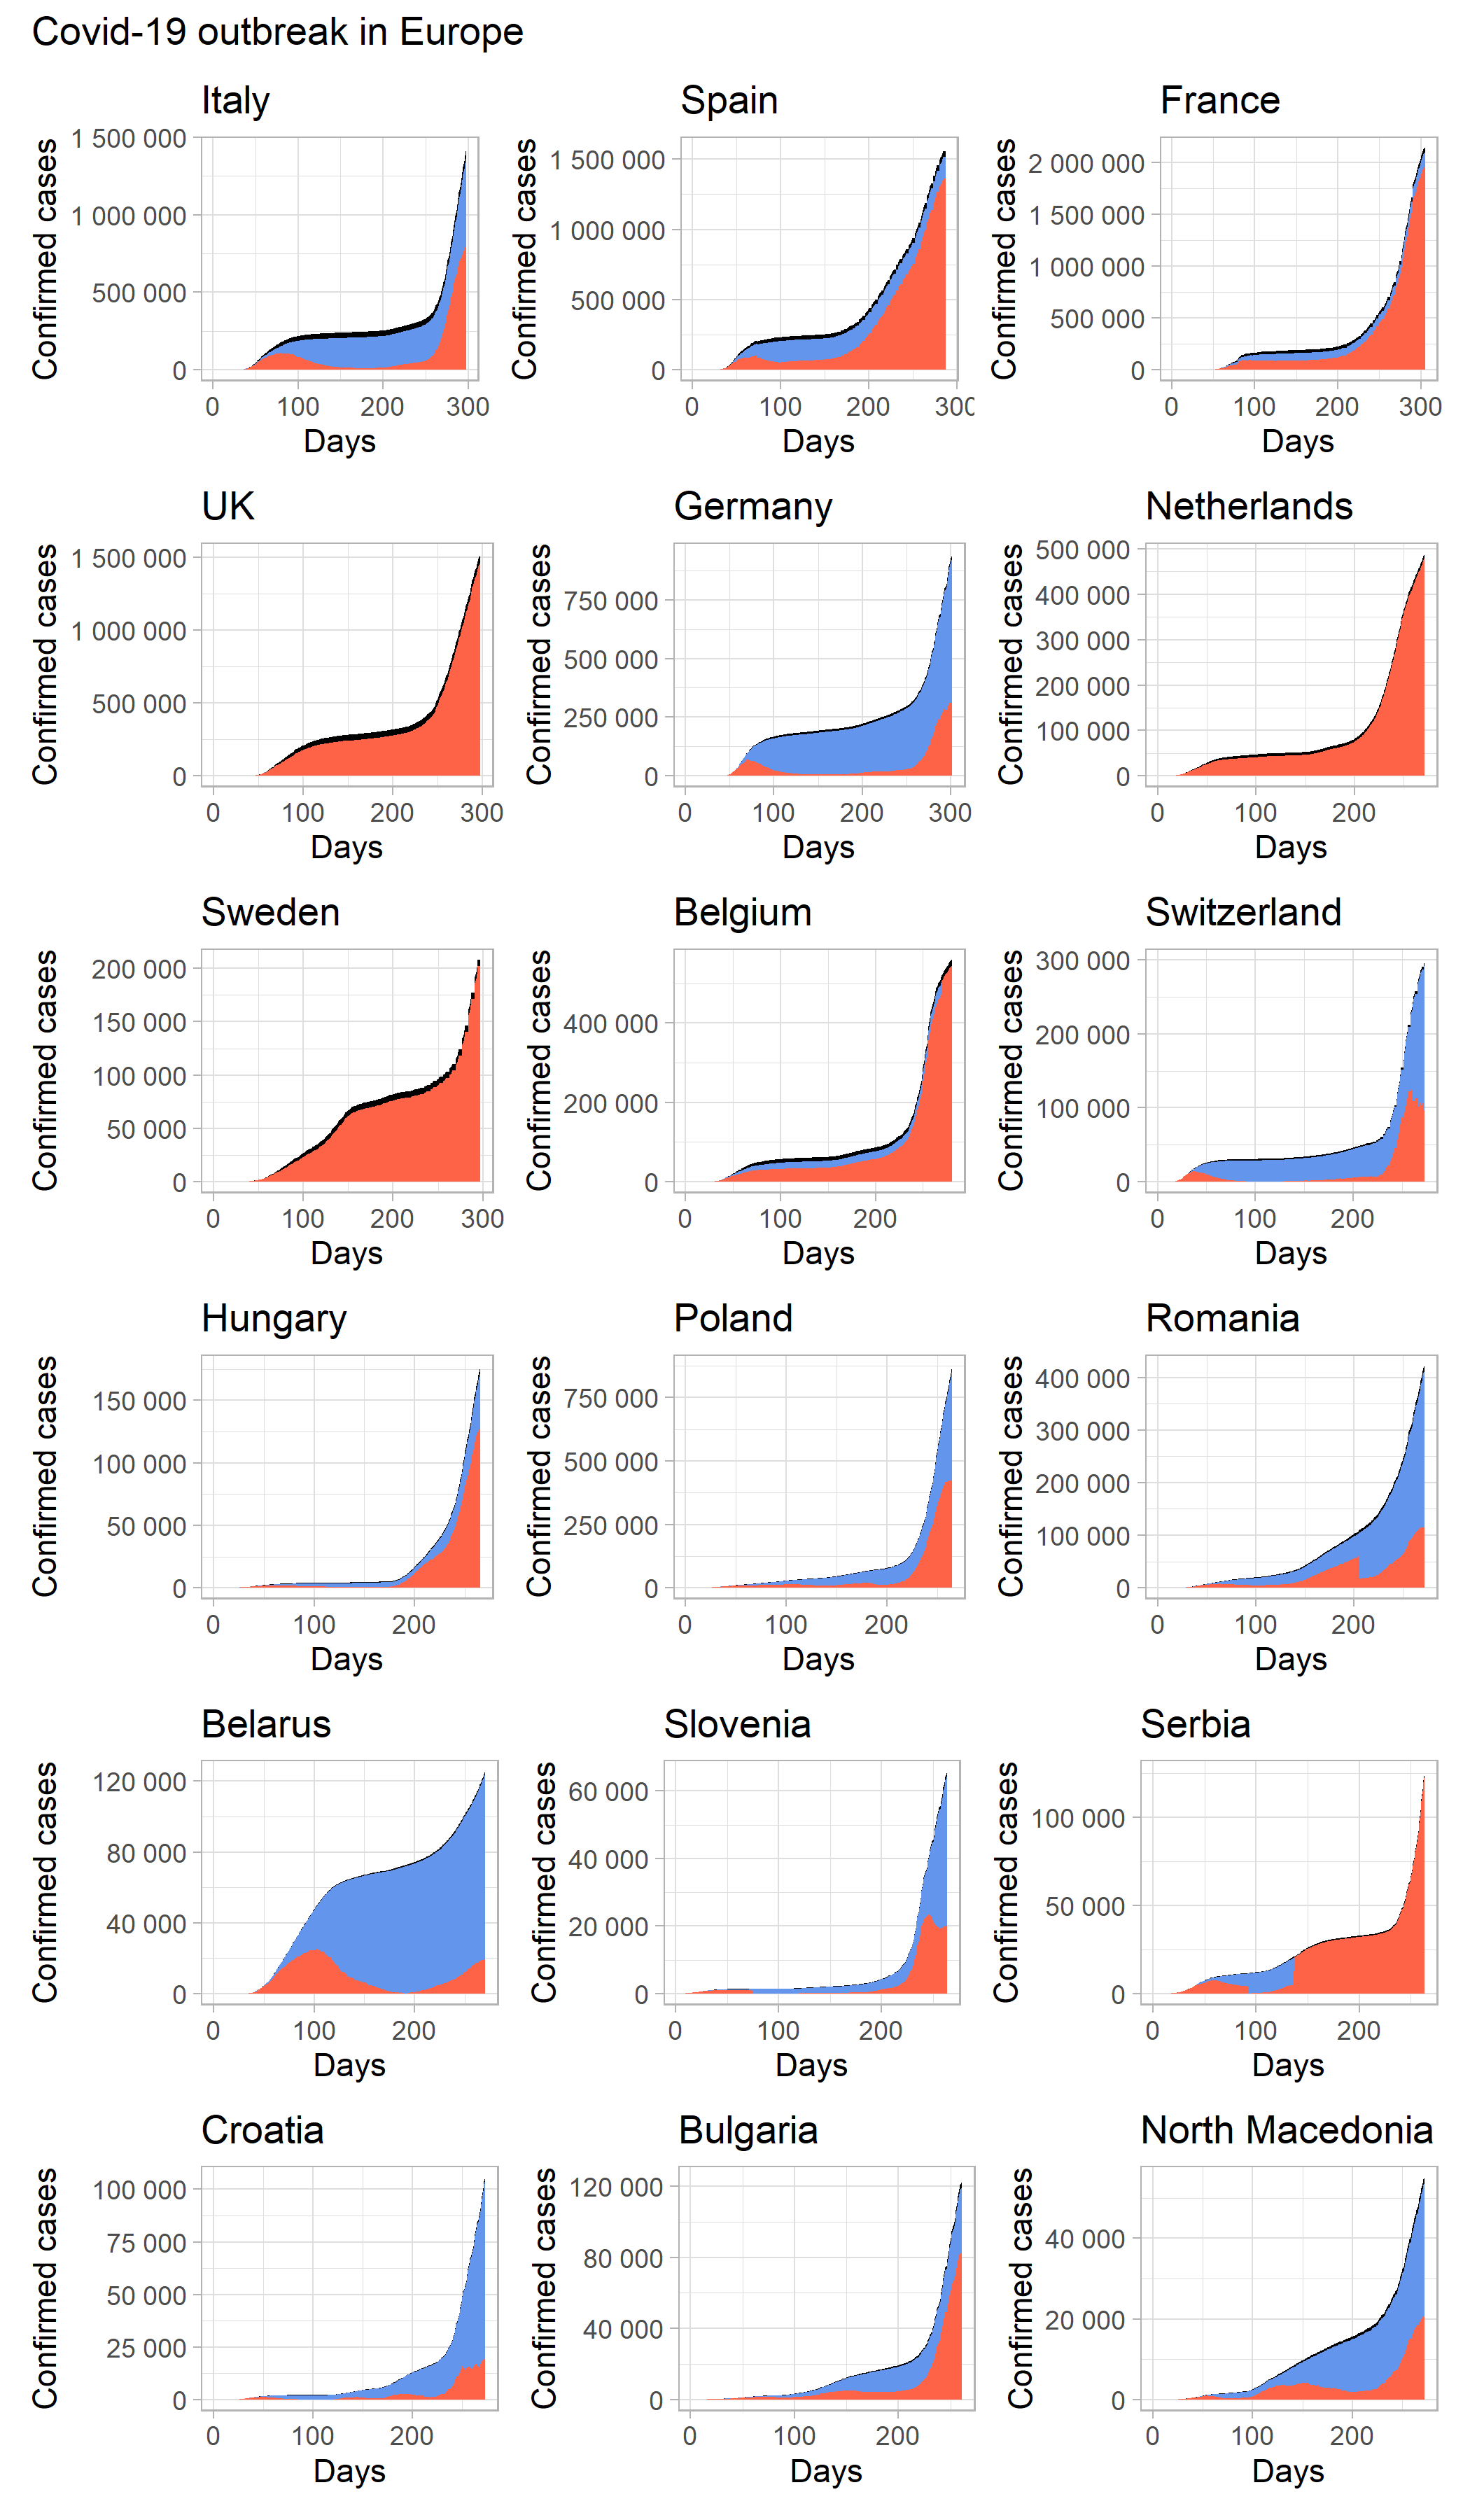 Covid-19 outbreak in Europe
Italy
Confirmed cases
1 500 000
1 000 000
500 000
0
0 100 200 300
Days
Spain
Confirmed cases
1 500 000
1 000 000
500 000
0
0 100 200 300
Days
France
Confirmed cases
2 000 000
1 500 000
1 000 000
500 000
0
0 100 200 300
Days
UK
Confirmed cases
1 500 000
1 000 000
500 000
0
0 100 200 300
Days
Germany
Confirmed cases
750 000
500 000
250 000
0
0 100 200 300
Days
Netherlands
Confirmed cases
500 000
400 000
300 000
200 000
100 000
0
0 100 200
Days
Sweden
Confirmed cases
200 000
150 000
100 000
50 000
0
0 100 200 300
Days
Belgium
Confirmed cases
400 000
200 000
0
0 100 200
Days
Switzerland
Confirmed cases
300 000
200 000
100 000
0
0 100 200
Days
Hungary
Confirmed cases
150 000
100 000
50 000
0
0 100 200
Days
Poland
Confirmed cases
750 000
500 000
250 000
0
0 100 200
Days
Romania
Confirmed cases
400 000
300 000
200 000
100 000
0
0 100 200
Days
Belarus
Confirmed cases
120 000
80 000
40 000
0
0 100 200
Days
Slovenia
Confirmed cases
60 000
40 000
20 000
0
0 100 200
Days
Serbia
Confirmed cases
100 000
50 000
0
0 100 200
Days
Croatia
Confirmed cases
100 000
75 000
50 000
25 000
0
0 100 200
Days
Bulgaria
Confirmed cases
120 000
80 000
40 000
0
0 100 200
Days
North Macedonia
Confirmed cases
40 000
20 000
0
0 100 200
Days